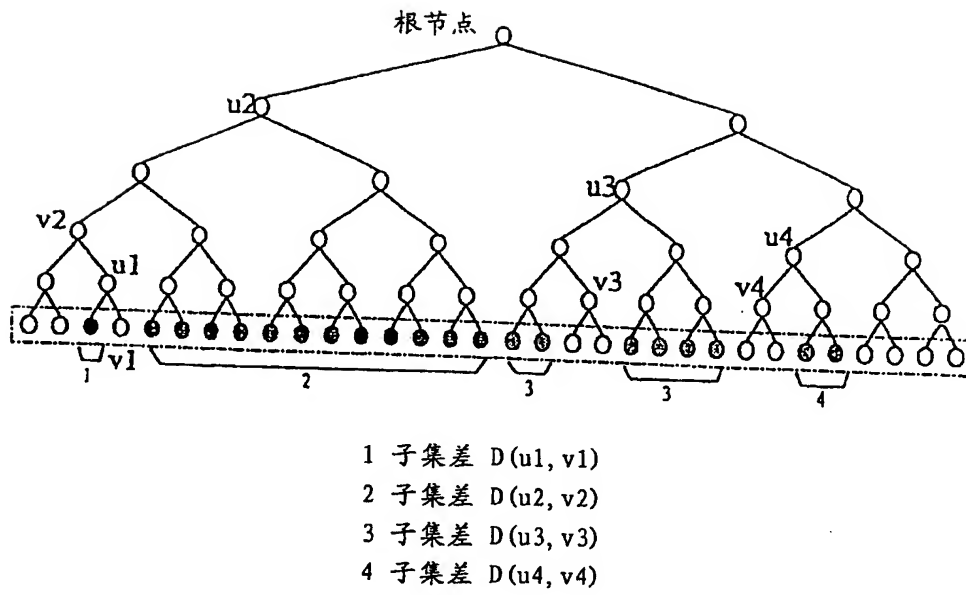 根节点
u2
u3
v2
u4
u1
v3
v4
v1
1
2
3
3
4
1 子集差 D(u1, v1)
2 子集差 D(u2, v2)
3 子集差 D(u3, v3)
4 子集差 D(u4, v4)